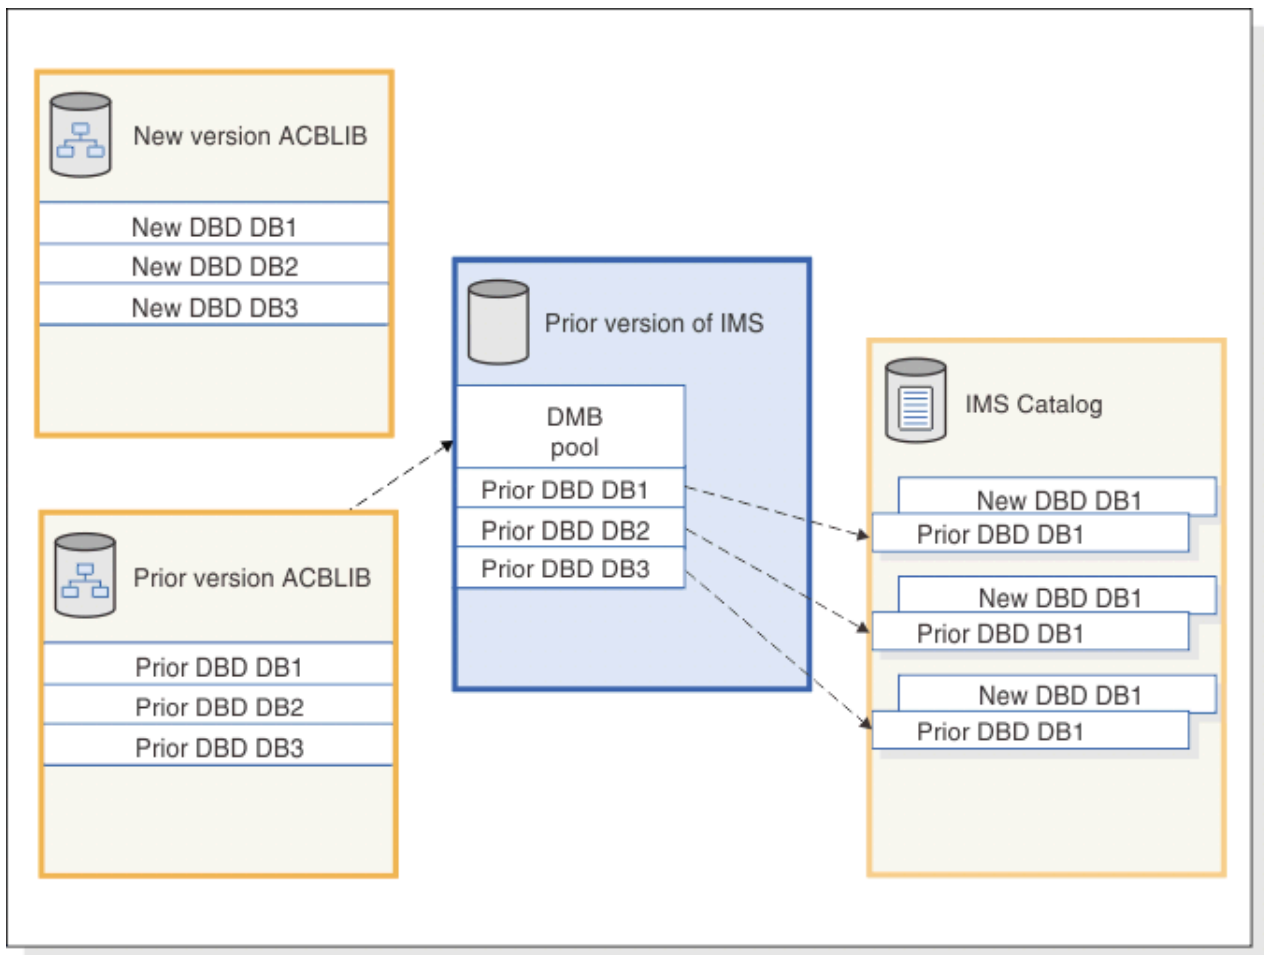 New version ACBLIB
New DBD DB1
New DBD DB2
New DBD DB3
Prior version ACBLIB
Prior DBD DB1
Prior DBD DB2
Prior DBD DB3
Prior version of IMS
DMB
pool
Prior DBD DB1
Prior DBD DB2
Prior DBD DB3
IMS Catalog
New DBD DB1
Prior DBD DB1
New DBD DB1
Prior DBD DB1
New DBD DB1
Prior DBD DB1